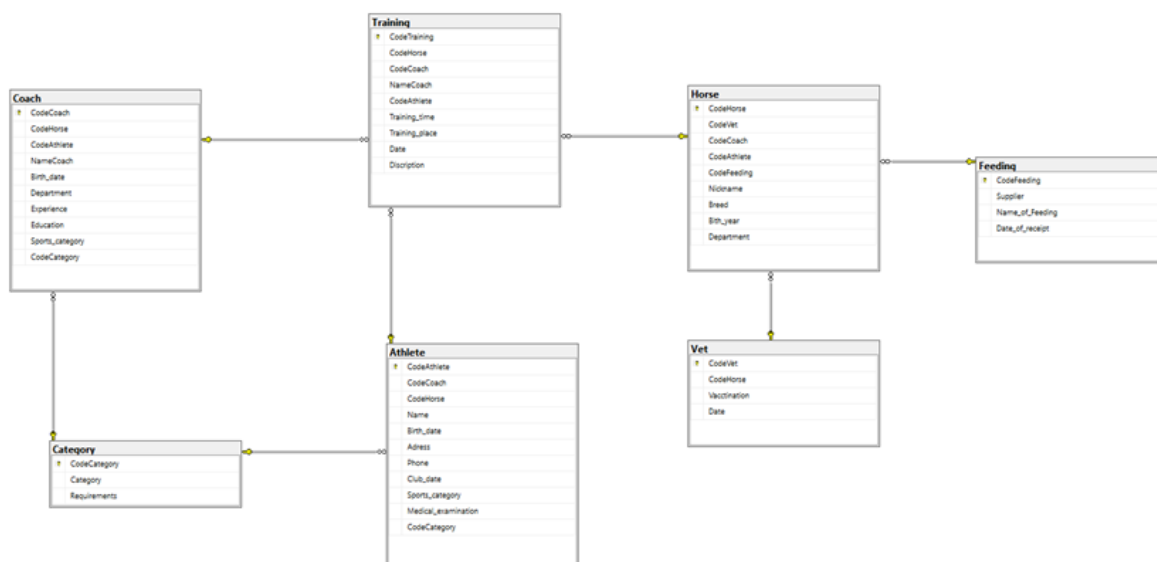 Training
CodeTraining
CodeHorse
CodeCoach
NameCoach
CodeAthlete
Training_time
Training_place
Date
Discription
Coach
CodeCoach
CodeHorse
CodeAthlete
NameCoach
Birth_date
Department
Experience
Education
Sports_category
CodeCategory
Horse
CodeHorse
CodeVet
CodeCoach
CodeAthlete
CodeFeeding
Nickname
Breed
Bith_year
Department
Feeding
CodeFeeding
Supplier
Name_of_Feeding
Date_of_receipt
Athlete
CodeAthlete
CodeCoach
CodeHorse
Name
Birth_date
Adress
Phone
Club_date
Sports_category
Medical_examination
CodeCategory
Vet
CodeVet
CodeHorse
Vacctination
Date
Category
CodeCategory
Category
Requirements